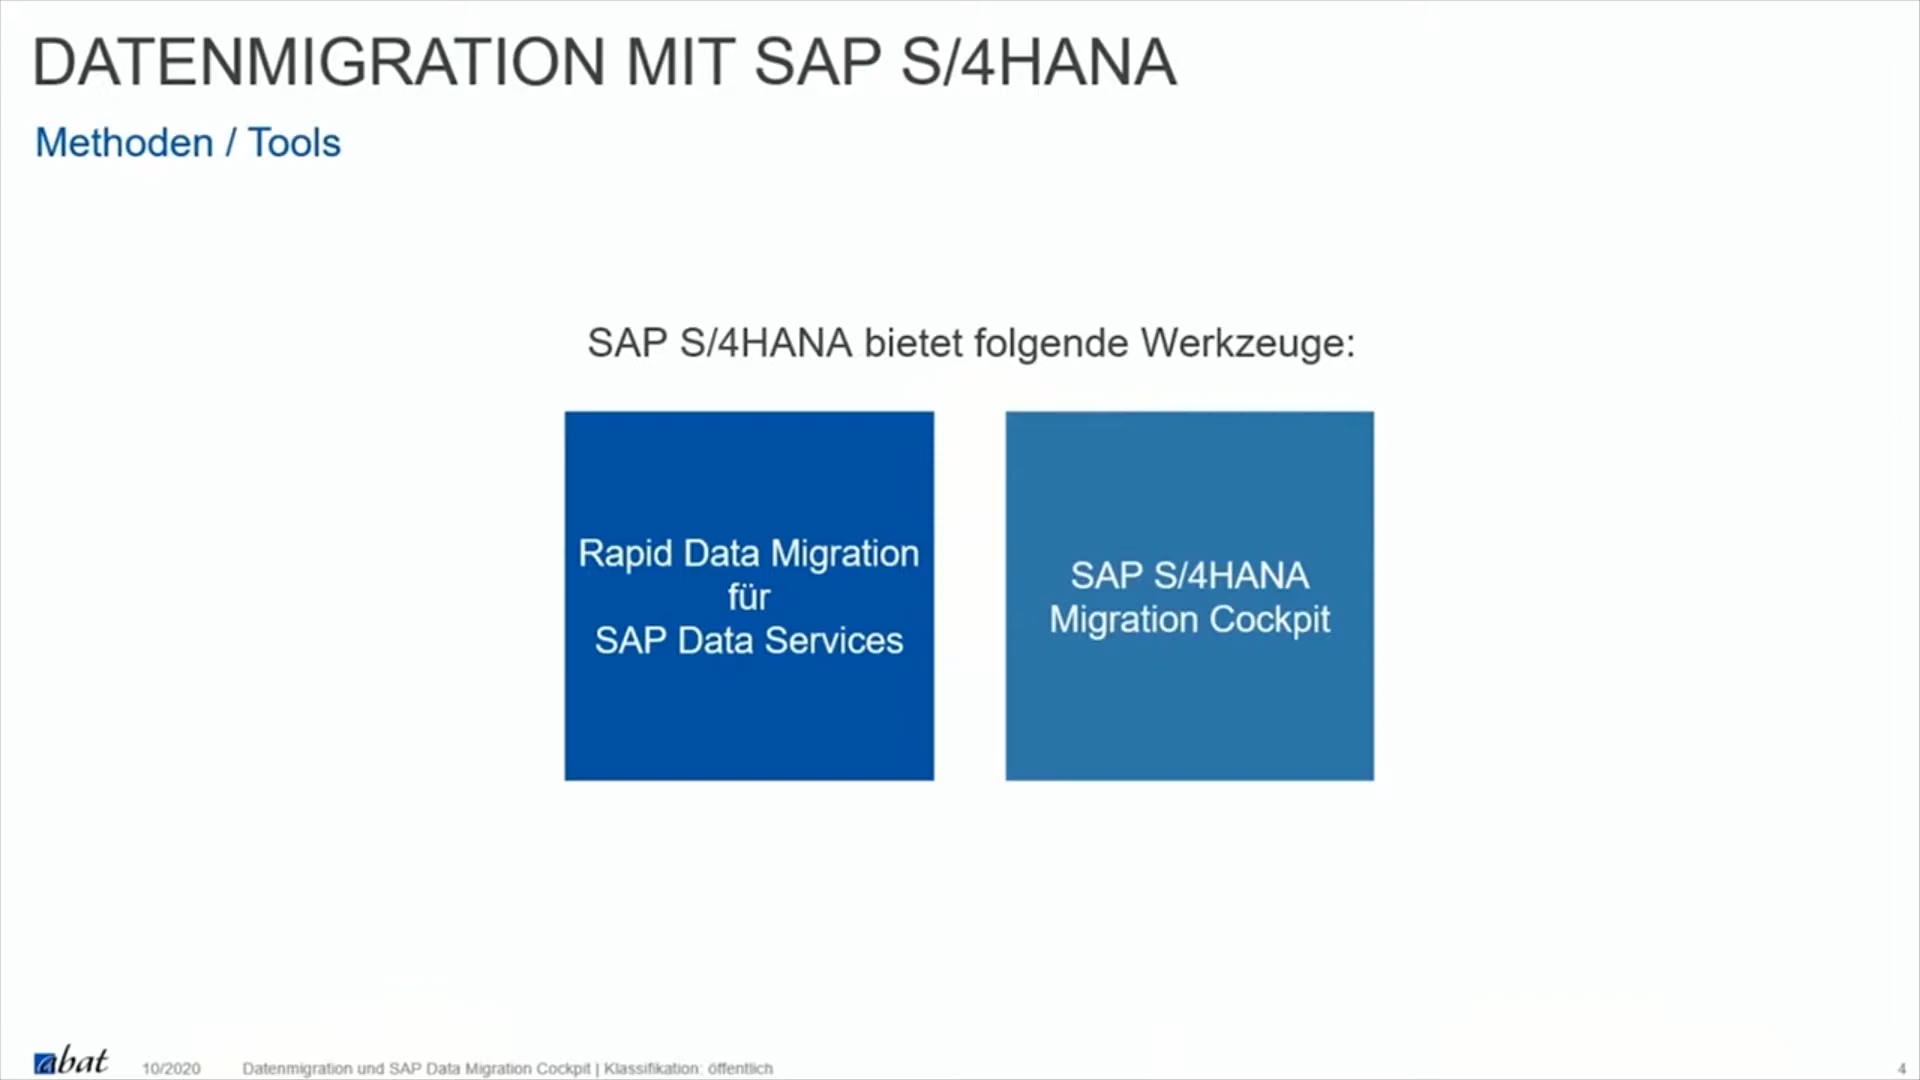 DATENMIGRATION MIT SAP S/4HANA
Methoden / Tools
SAP S/4HANA bietet folgende Werkzeuge:
Rapid Data Migration
für
SAP Data Services
SAP S/4HANA
Migration Cockpit
abat
10/2020
Datenmigration und SAP Data Migration Cockpit | Klassifikation: öffentlich
4